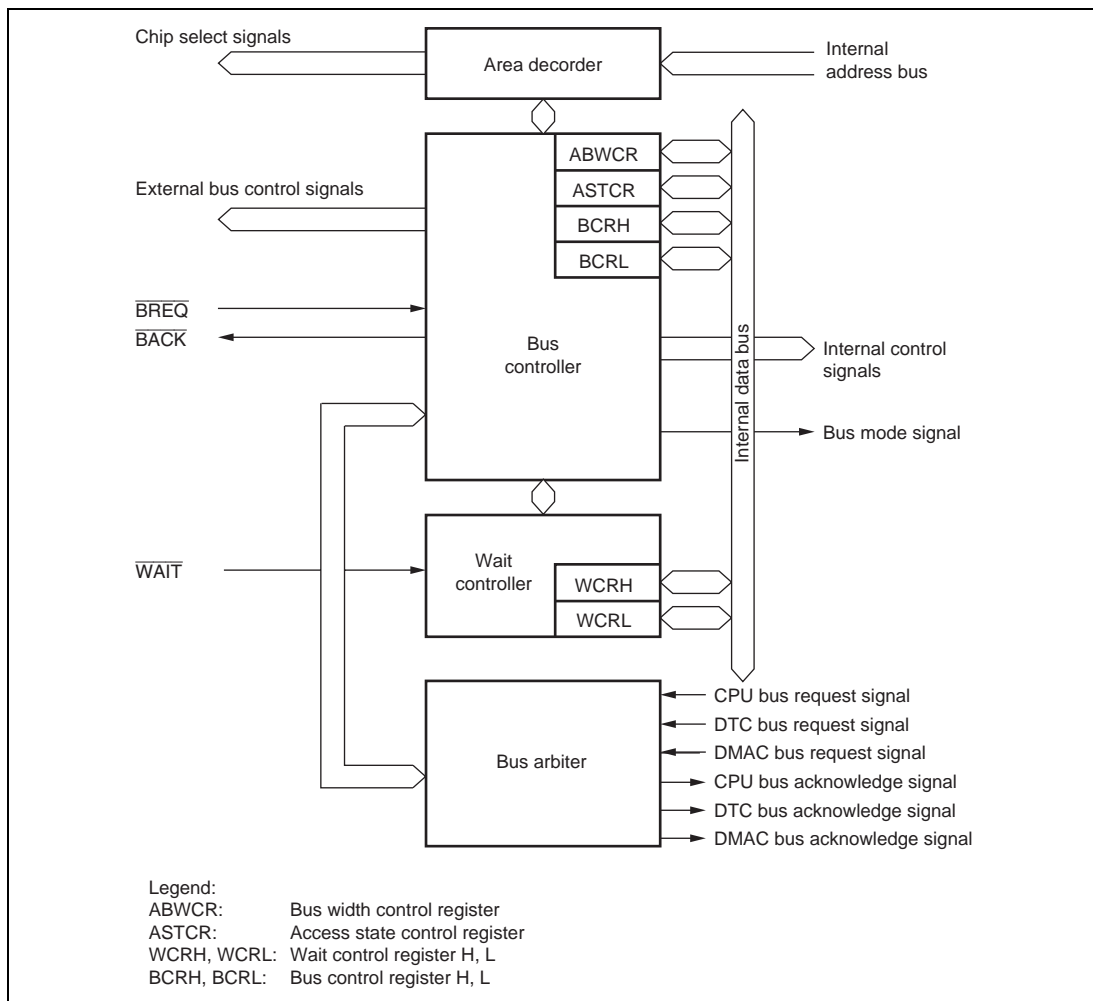 Chip select signals
Area decorder
Internal
address bus
ABWCR
ASTCR
BCRH
BCRL
External bus control signals
BREQ
BACK
Bus
controller
Internal data bus
Internal control
signals
Bus mode signal
WAIT
Wait
controller
WCRH
WCRL
Bus arbiter
CPU bus request signal
DTC bus request signal
DMAC bus request signal
CPU bus acknowledge signal
DTC bus acknowledge signal
DMAC bus acknowledge signal
Legend:
ABWCR: Bus width control register
ASTCR: Access state control register
WCRH, WCRL: Wait control register H, L
BCRH, BCRL: Bus control register H, L